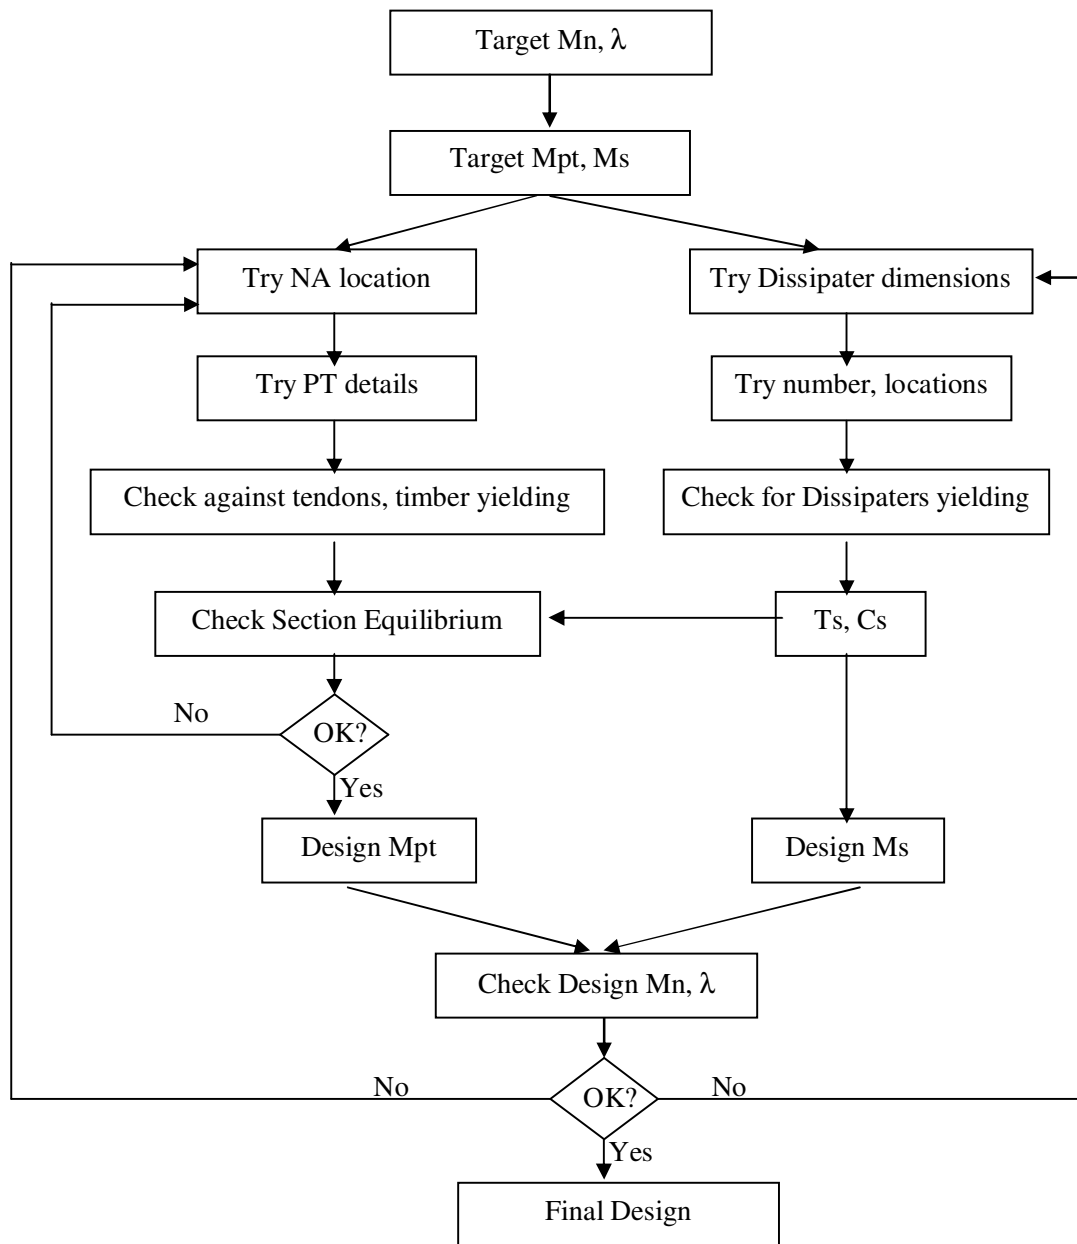 Target Mn, λ
Target Mpt, Ms
Try NA location
Try Dissipater dimensions
Try PT details
Try number, locations
Check against tendons, timber yielding
Check for Dissipaters yielding
Check Section Equilibrium
Ts, Cs
No
OK?
Yes
Design Mpt
Design Ms
Check Design Mn, λ
No
OK?
No
Yes
Final Design